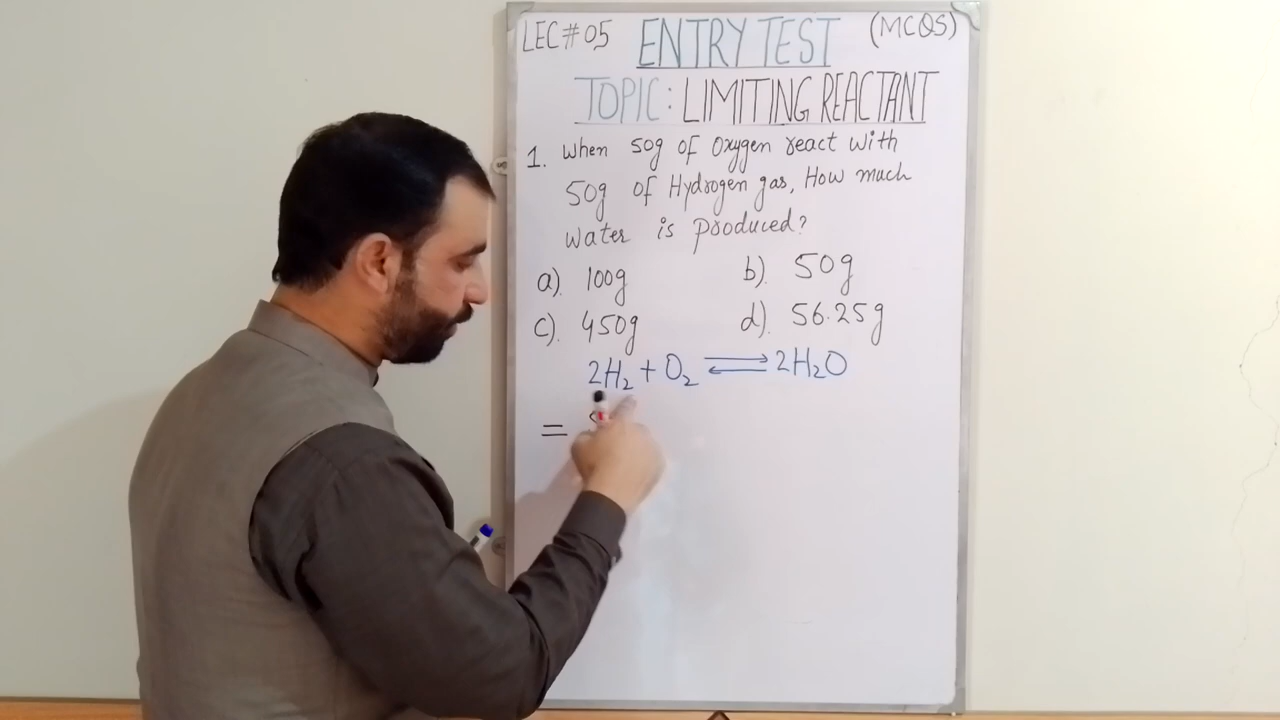 LEC#05 ENTRY TEST (MCQS)
TOPIC: LIMITING REACTANT
1. When 50g of Oxygen react with
50g of Hydrogen gas, How much
Water is produced?
a). 100g b). 50g
c). 450g d). 56.25g
2H₂ + O₂ ⇌ 2H₂O
=